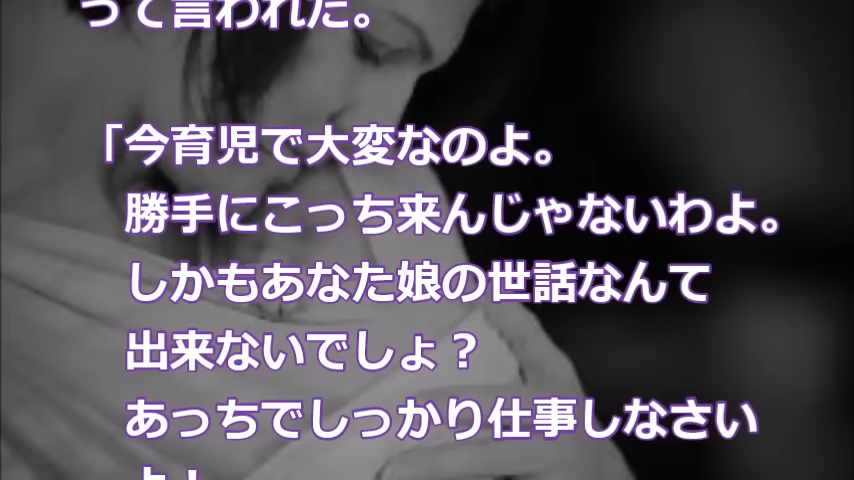 って言われた。
「今育児で大変なのよ。
勝手にこっち来んじゃないわよ。
しかもあなた娘の世話なんて
出来ないでしょ？
あっちでしっかり仕事しなさい
よ！